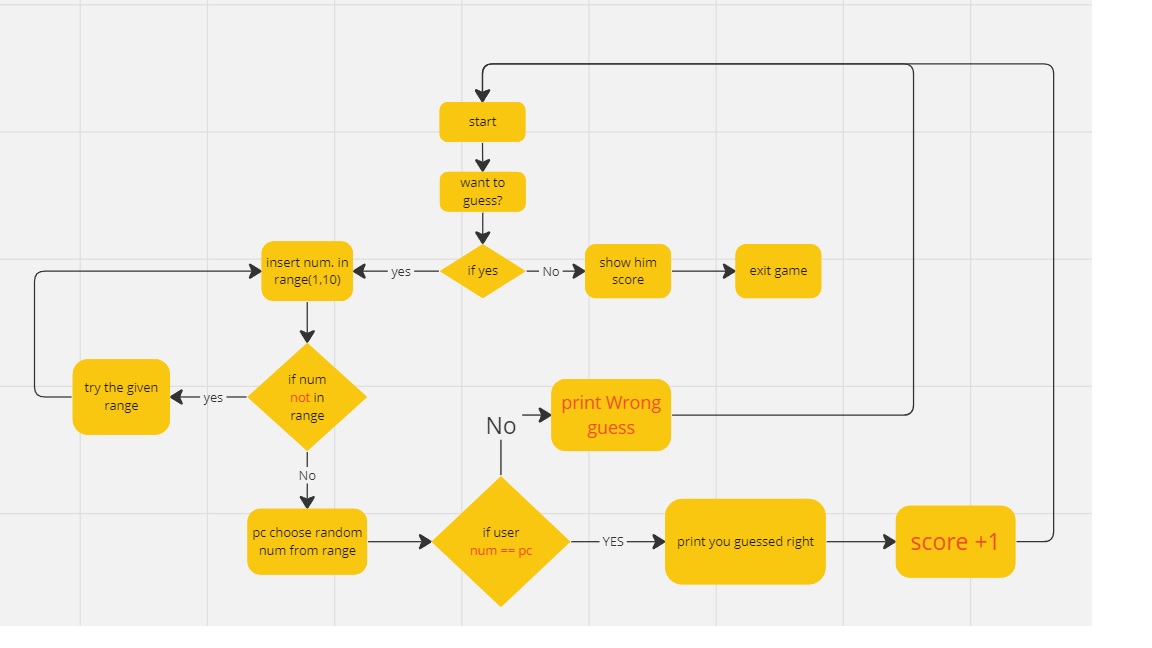 start
want to
guess?
if yes
yes
No
insert num. in
range(1,10)
show him
score
exit game
if num
not in
range
yes
try the given
range
No
print Wrong
guess
No
pc choose random
num from range
if user
num == pc
YES
print you guessed right
score +1